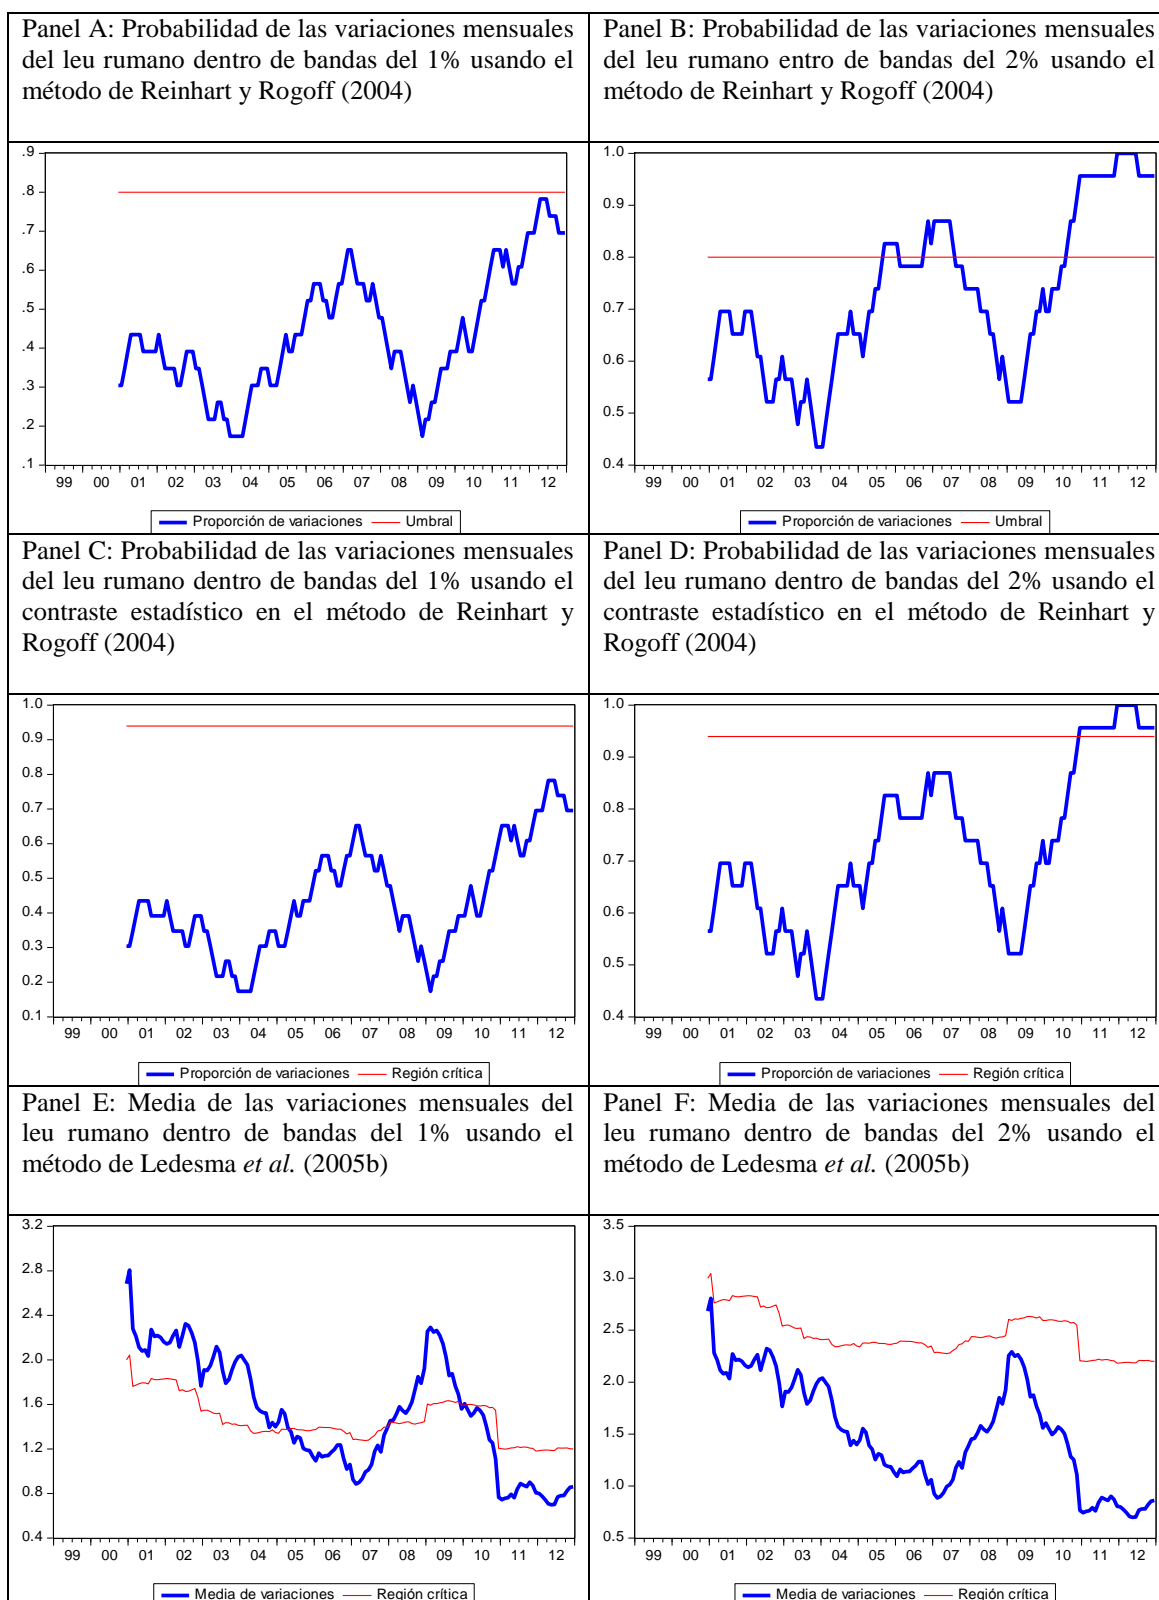 Panel A: Probabilidad de las variaciones mensuales
del leu rumano dentro de bandas del 1% usando el
método de Reinhart y Rogoff (2004)
Panel B: Probabilidad de las variaciones mensuales
del leu rumano entro de bandas del 2% usando el
método de Reinhart y Rogoff (2004)
.9
.8
.7
.6
.5
.4
.3
.2
.1
99 00 01 02 03 04 05 06 07 08 09 10 11 12
Proporción de variaciones Umbral
1.0
0.9
0.8
0.7
0.6
0.5
0.4
99 00 01 02 03 04 05 06 07 08 09 10 11 12
Proporción de variaciones Umbral
Panel C: Probabilidad de las variaciones mensuales
del leu rumano dentro de bandas del 1% usando el
contraste estadístico en el método de Reinhart y
Rogoff (2004)
Panel D: Probabilidad de las variaciones mensuales
del leu rumano dentro de bandas del 2% usando el
contraste estadístico en el método de Reinhart y
Rogoff (2004)
1.0
0.9
0.8
0.7
0.6
0.5
0.4
0.3
0.2
0.1
99 00 01 02 03 04 05 06 07 08 09 10 11 12
Proporción de variaciones Región crítica
1.0
0.9
0.8
0.7
0.6
0.5
0.4
99 00 01 02 03 04 05 06 07 08 09 10 11 12
Proporción de variaciones Región crítica
Panel E: Media de las variaciones mensuales del
leu rumano dentro de bandas del 1% usando el
método de Ledesma et al. (2005b)
Panel F: Media de las variaciones mensuales del
leu rumano dentro de bandas del 2% usando el
método de Ledesma et al. (2005b)
3.2
2.8
2.4
2.0
1.6
1.2
0.8
0.4
99 00 01 02 03 04 05 06 07 08 09 10 11 12
Media de variaciones Región crítica
3.5
3.0
2.5
2.0
1.5
1.0
0.5
99 00 01 02 03 04 05 06 07 08 09 10 11 12
Media de variaciones Región crítica